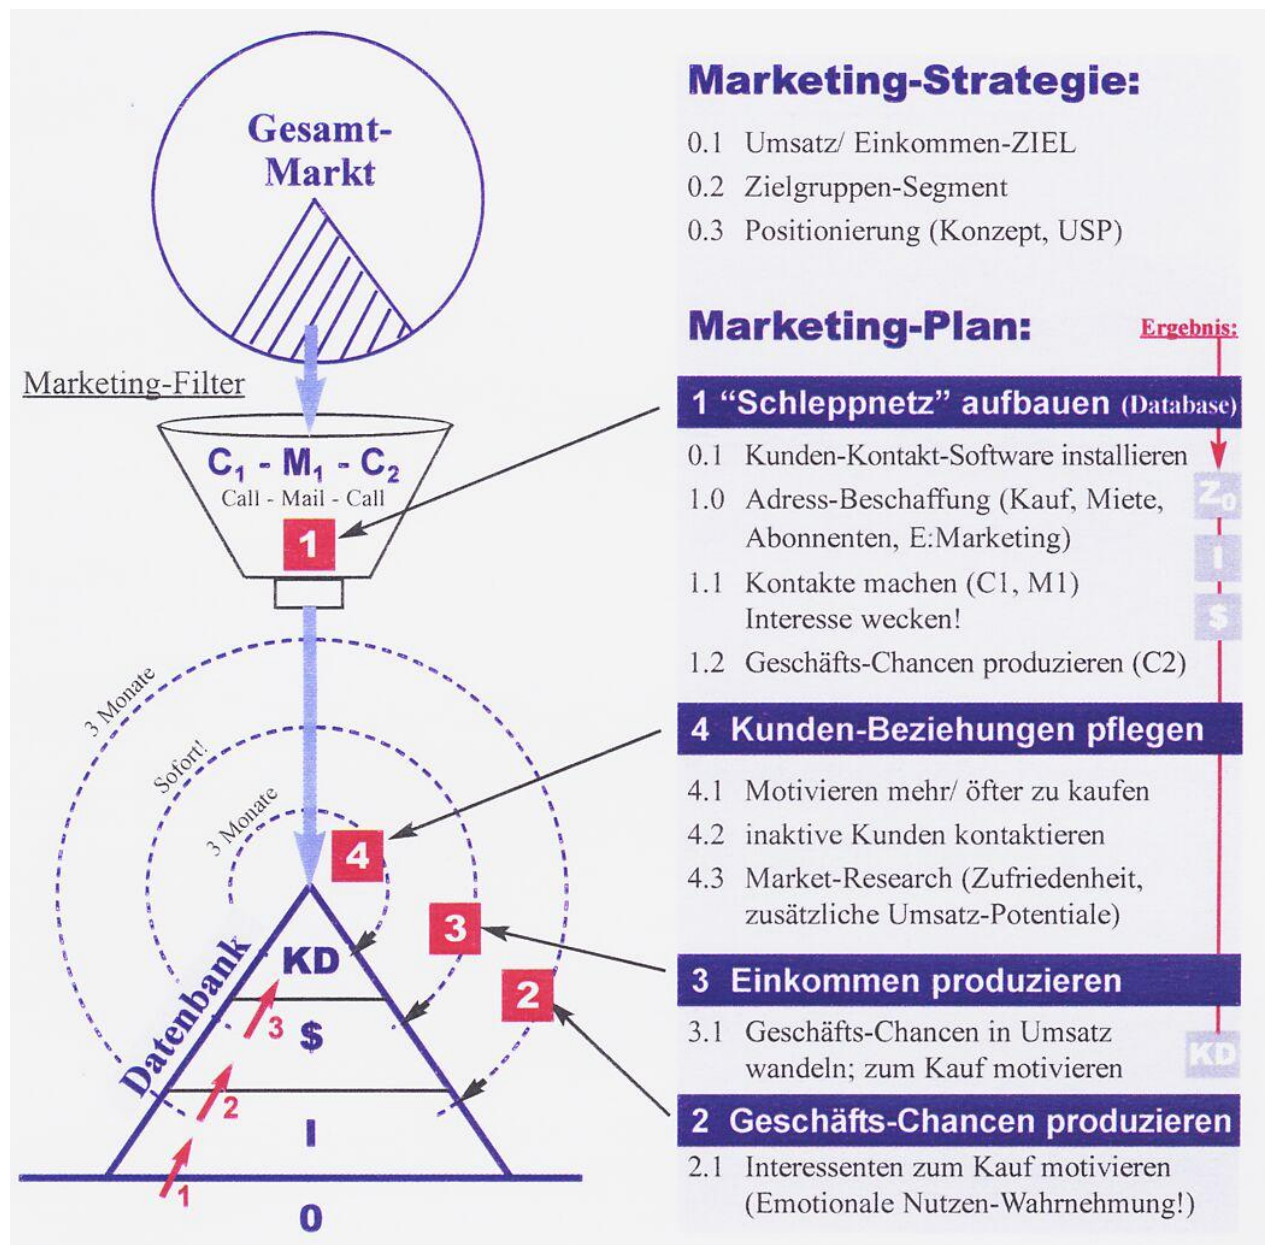 Gesamt-
Markt
Marketing-Filter
C1 - M1 - C2
Call - Mail - Call
1
3 Monate
Sofort!
3 Monate
4
3
2
Datenbank
KD
3
$
2
I
1
0
Marketing-Strategie:
0.1 Umsatz/ Einkommen-ZIEL
0.2 Zielgruppen-Segment
0.3 Positionierung (Konzept, USP)
Marketing-Plan:
Ergebnis:
1 “Schleppnetz” aufbauen (Database)
0.1 Kunden-Kontakt-Software installieren
1.0 Adress-Beschaffung (Kauf, Miete,
Abonnenten, E:Marketing)
1.1 Kontakte machen (C1, M1)
Interesse wecken!
1.2 Geschäfts-Chancen produzieren (C2)
Z0
I
$
4 Kunden-Beziehungen pflegen
4.1 Motivieren mehr/ öfter zu kaufen
4.2 inaktive Kunden kontaktieren
4.3 Market-Research (Zufriedenheit,
zusätzliche Umsatz-Potentiale)
3 Einkommen produzieren
3.1 Geschäfts-Chancen in Umsatz
wandeln; zum Kauf motivieren
KD
2 Geschäfts-Chancen produzieren
2.1 Interessenten zum Kauf motivieren
(Emotionale Nutzen-Wahrnehmung!)